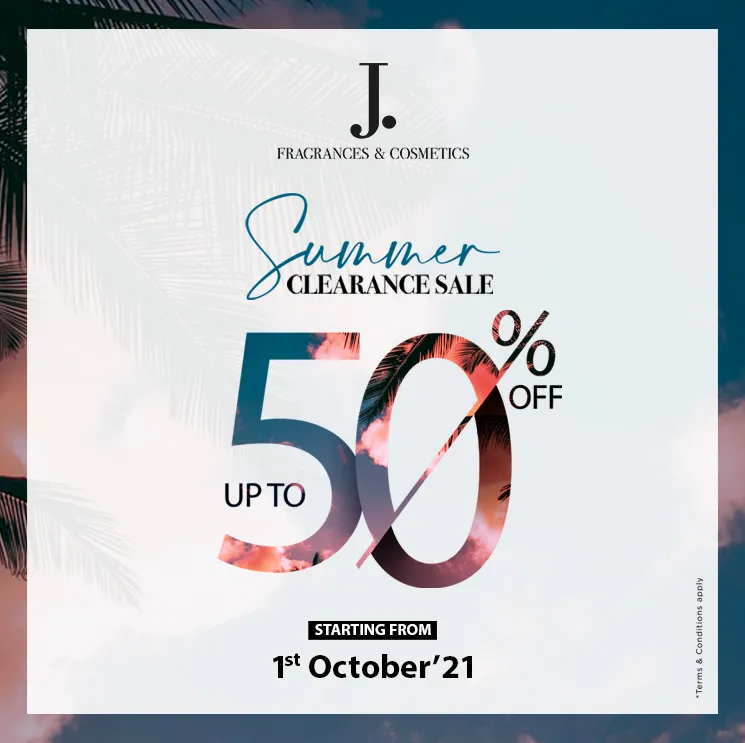 J.
FRAGRANCES & COSMETICS
Summer
CLEARANCE SALE
UP TO
50%
OFF
STARTING FROM
1st October'21
*Terms & Conditions apply